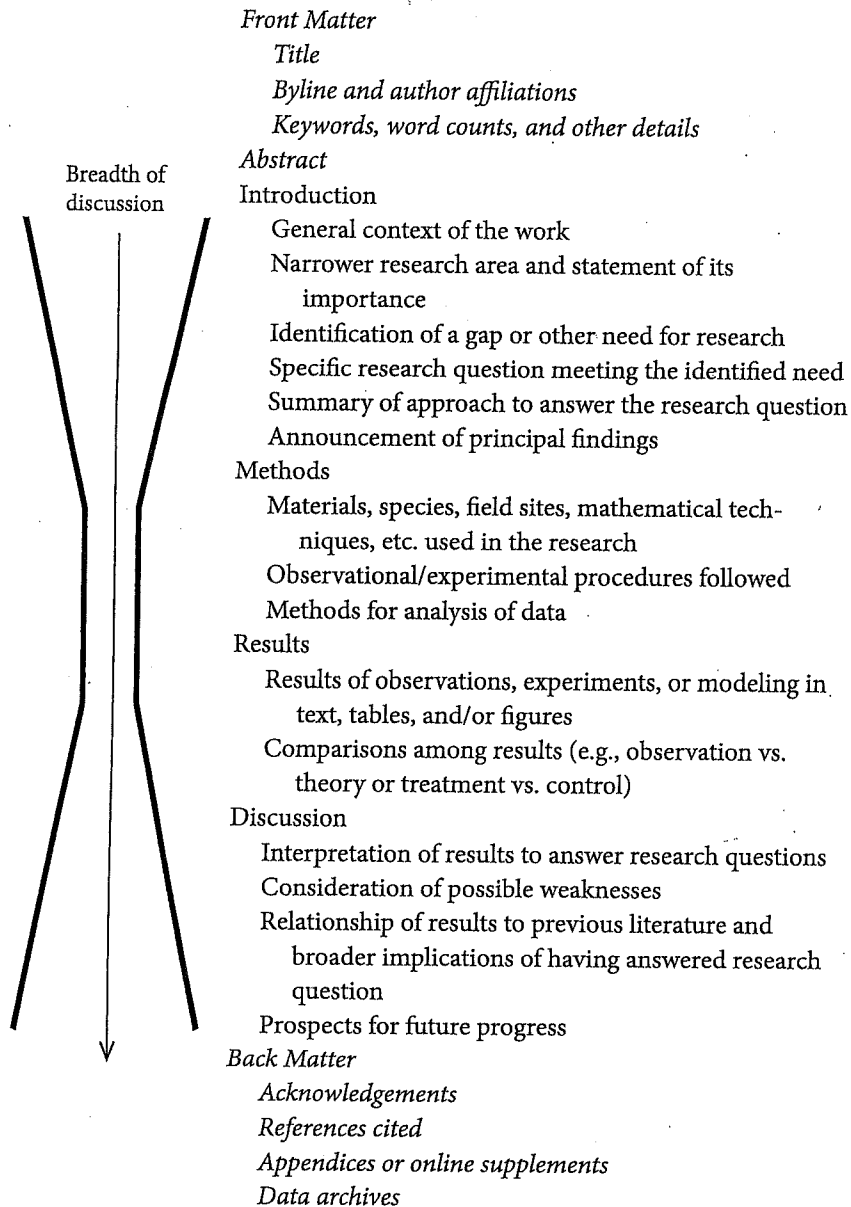 Front Matter
Title
Byline and author affiliations
Keywords, word counts, and other details
Abstract
Breadth of
discussion
Introduction
General context of the work
Narrower research area and statement of its
importance
Identification of a gap or other need for research
Specific research question meeting the identified need
Summary of approach to answer the research question
Announcement of principal findings
Methods
Materials, species, field sites, mathematical tech-
niques, etc. used in the research
Observational/experimental procedures followed
Methods for analysis of data
Results
Results of observations, experiments, or modeling in
text, tables, and/or figures
Comparisons among results (e.g., observation vs.
theory or treatment vs. control)
Discussion
Interpretation of results to answer research questions
Consideration of possible weaknesses
Relationship of results to previous literature and
broader implications of having answered research
question
Prospects for future progress
Back Matter
Acknowledgements
References cited
Appendices or online supplements
Data archives